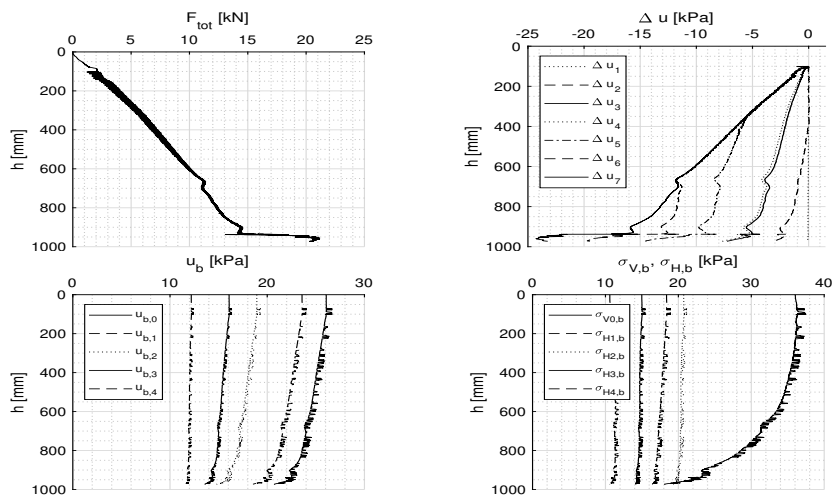 F_tot [kN]
0 5 10 15 20 25
0
200
400
600
800
1000
h [mm]
Δ u [kPa]
-25 -20 -15 -10 -5 0
0
200
400
600
800
1000
h [mm]
Δ u_1
Δ u_2
Δ u_3
Δ u_4
Δ u_5
Δ u_6
Δ u_7
u_b [kPa]
0 10 20 30
0
200
400
600
800
1000
h [mm]
u_b,0
u_b,1
u_b,2
u_b,3
u_b,4
σ_V,b, σ_H,b [kPa]
0 10 20 30 40
0
200
400
600
800
1000
h [mm]
σ_V0,b
σ_H1,b
σ_H2,b
σ_H3,b
σ_H4,b